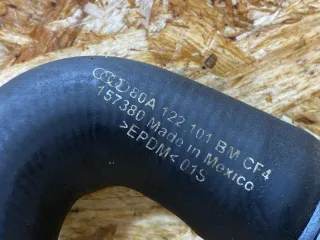 80A 122 101 BM CF4
157380 Made in Mexico
>EPDM< 01S